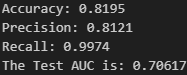 Accuracy: 0.8195
Precision: 0.8121
Recall: 0.9974
The Test AUC is: 0.70617